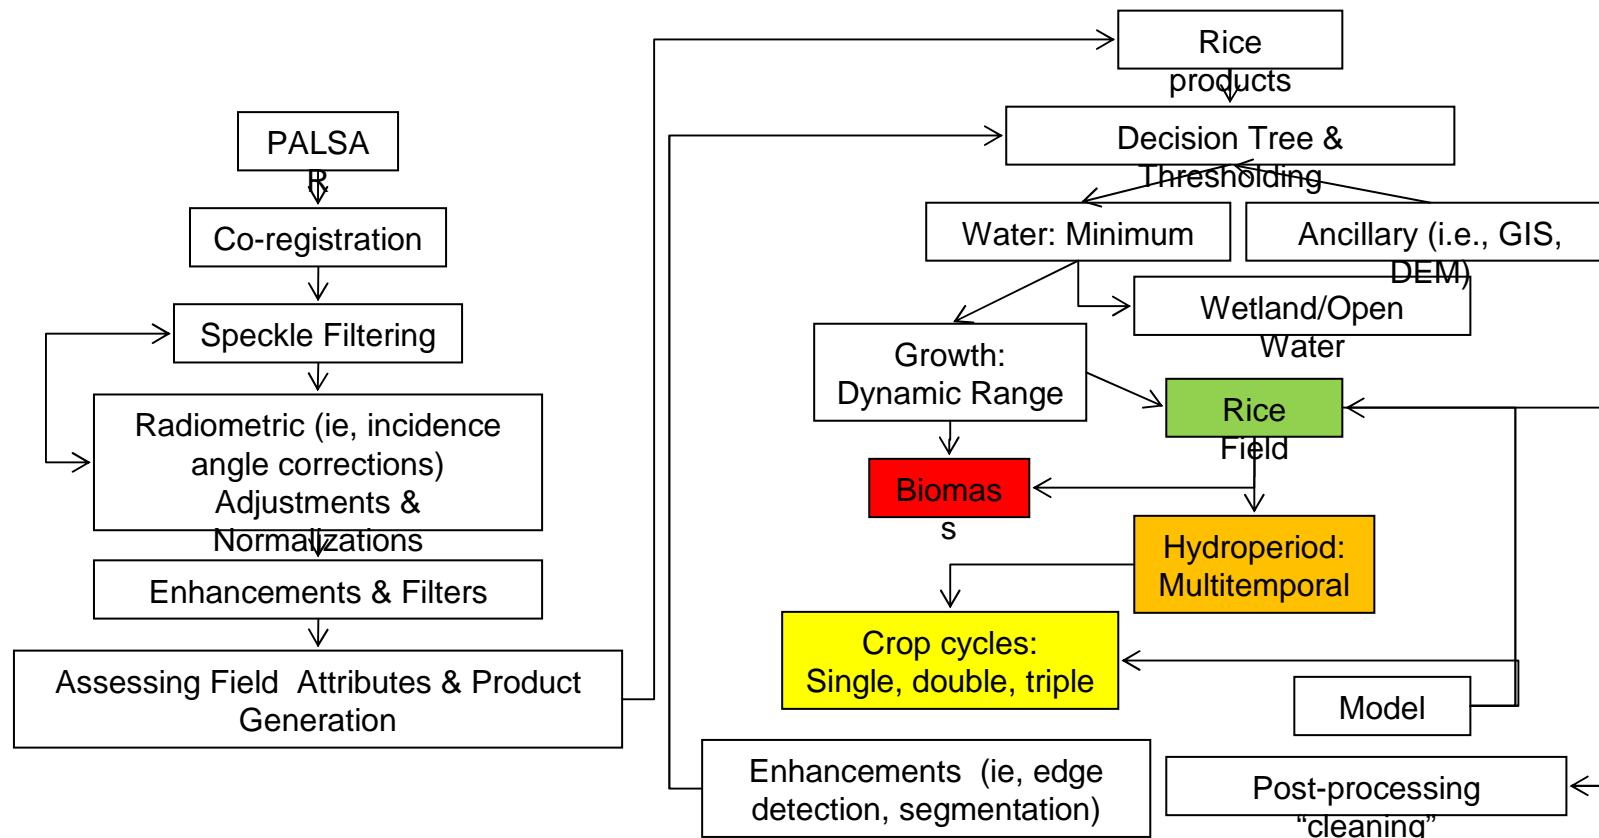 PALSA
R
Co-registration
Speckle Filtering
Radiometric (ie, incidence
angle corrections)
Adjustments &
Normalizations
Enhancements & Filters
Assessing Field Attributes & Product
Generation
Rice
products
Decision Tree &
Thresholding
Water: Minimum
Ancillary (i.e., GIS,
DEM)
Wetland/Open
Water
Growth:
Dynamic Range
Rice
Field
Biomas
s
Hydroperiod:
Multitemporal
Crop cycles:
Single, double, triple
Model
Enhancements (ie, edge
detection, segmentation)
Post-processing
“cleaning”